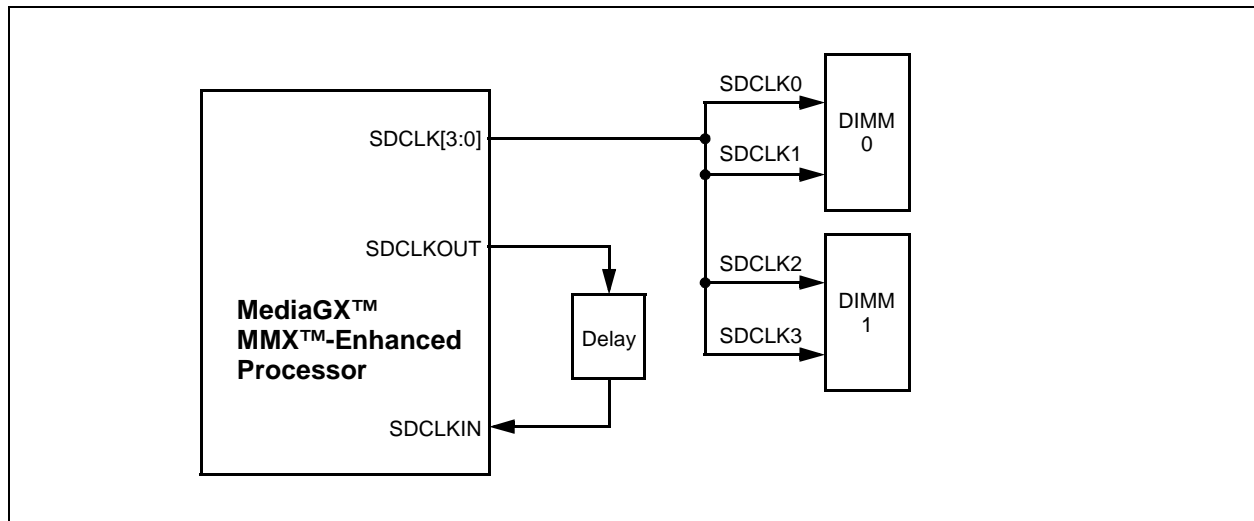 SDCLK[3:0]
SDCLKOUT
MediaGX™
MMX™-Enhanced
Processor
SDCLKIN
Delay
SDCLK0
SDCLK1
DIMM
0
SDCLK2
SDCLK3
DIMM
1